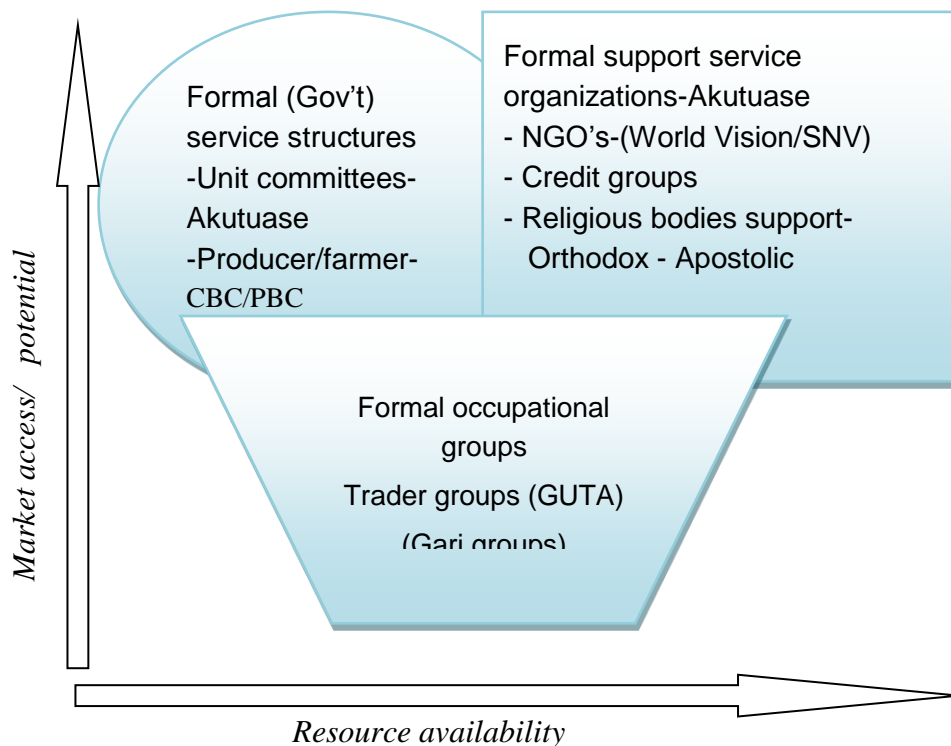 Formal (Gov't)
service structures
-Unit committees-
Akutuase
-Producer/farmer-
CBC/PBC
Formal support service
organizations-Akutuase
- NGO's-(World Vision/SNV)
- Credit groups
- Religious bodies support-
Orthodox - Apostolic
Formal occupational
groups
Trader groups (GUTA)
(Gari groups)
Market access/ potential
Resource availability